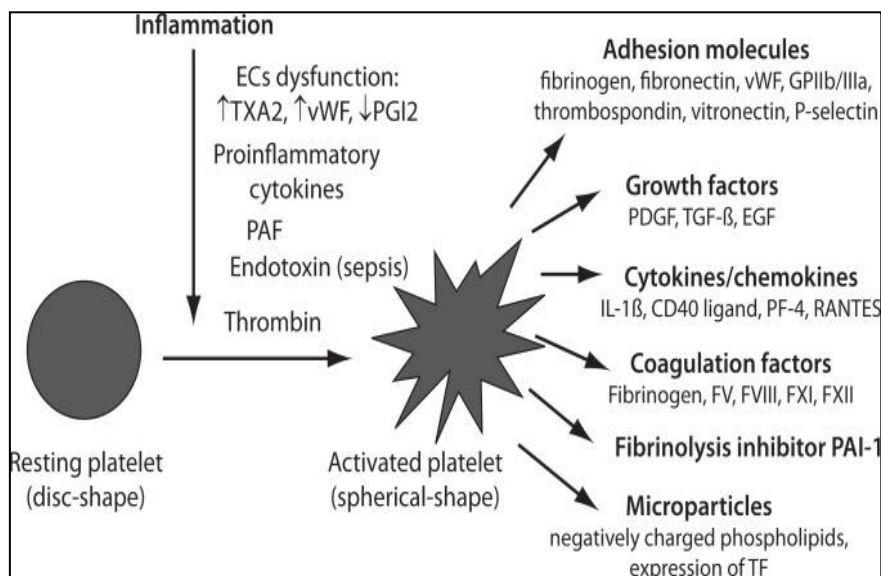 Inflammation
ECs dysfunction:
↑TXA2, ↑vWF, ↓PGI2
Proinflammatory
cytokines
PAF
Endotoxin (sepsis)
Thrombin
Resting platelet
(disc-shape)
Activated platelet
(spherical-shape)
Adhesion molecules
fibrinogen, fibronectin, vWF, GPIIb/IIIa,
thrombospondin, vitronectin, P-selectin
Growth factors
PDGF, TGF-ß, EGF
Cytokines/chemokines
IL-1ß, CD40 ligand, PF-4, RANTES
Coagulation factors
Fibrinogen, FV, FVIII, FXI, FXII
Fibrinolysis inhibitor PAI-1
Microparticles
negatively charged phospholipids,
expression of TF